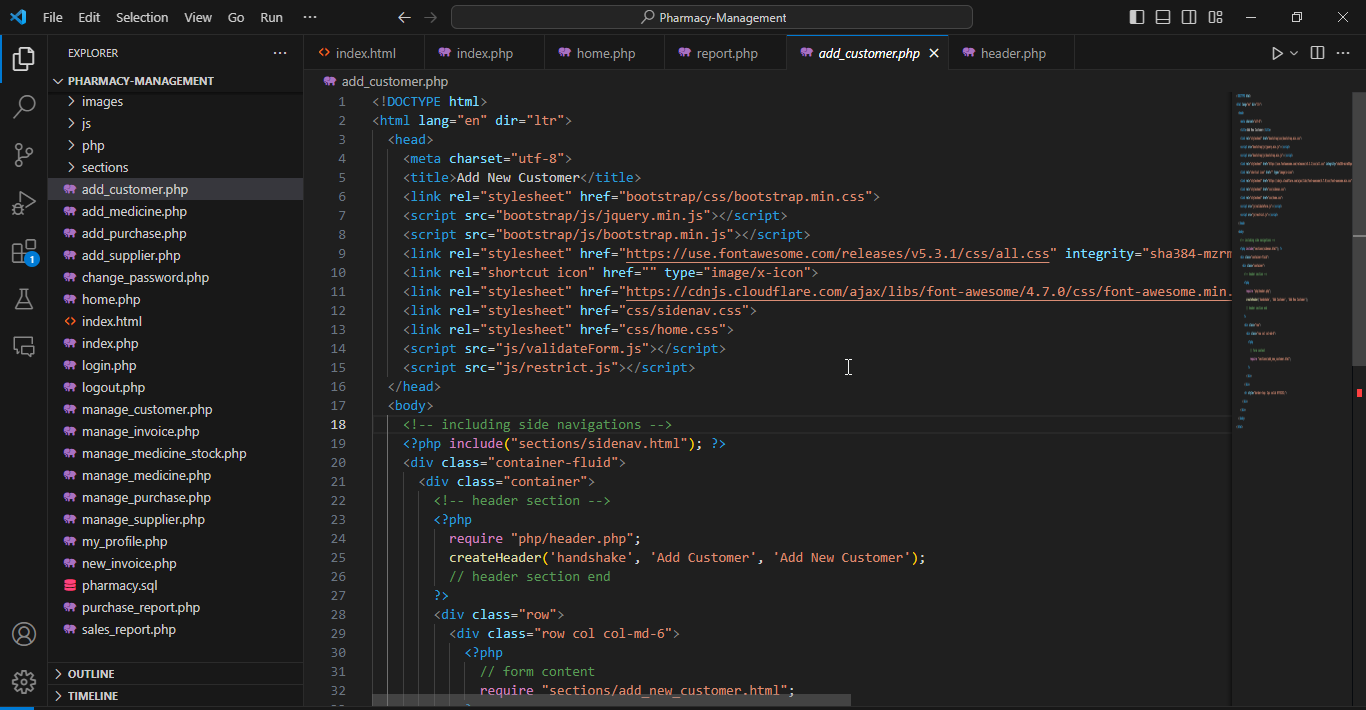 File Edit Selection View Go Run ···
Pharmacy-Management
EXPLORER ···
PHARMACY-MANAGEMENT
images
js
php
sections
add_customer.php
add_medicine.php
add_purchase.php
add_supplier.php
change_password.php
home.php
index.html
index.php
login.php
logout.php
manage_customer.php
manage_invoice.php
manage_medicine_stock.php
manage_medicine.php
manage_purchase.php
manage_supplier.php
my_profile.php
new_invoice.php
pharmacy.sql
purchase_report.php
sales_report.php
OUTLINE
TIMELINE
1
index.html index.php home.php report.php add_customer.php header.php
add_customer.php
1 <!DOCTYPE html>
2 <html lang="en" dir="ltr">
3 <head>
4 <meta charset="utf-8">
5 <title>Add New Customer</title>
6 <link rel="stylesheet" href="bootstrap/css/bootstrap.min.css">
7 <script src="bootstrap/js/jquery.min.js"></script>
8 <script src="bootstrap/js/bootstrap.min.js"></script>
9 <link rel="stylesheet" href="https://use.fontawesome.com/releases/v5.3.1/css/all.css" integrity="sha384-mzrm
10 <link rel="shortcut icon" href="" type="image/x-icon">
11 <link rel="stylesheet" href="https://cdnjs.cloudflare.com/ajax/libs/font-awesome/4.7.0/css/font-awesome.min.
12 <link rel="stylesheet" href="css/sidenav.css">
13 <link rel="stylesheet" href="css/home.css">
14 <script src="js/validateForm.js"></script>
15 <script src="js/restrict.js"></script>
16 </head>
17 <body>
18 <!-- including side navigations -->
19 <?php include("sections/sidenav.html"); ?>
20 <div class="container-fluid">
21 <div class="container">
22 <!-- header section -->
23 <?php
24 require "php/header.php";
25 createHeader('handshake', 'Add Customer', 'Add New Customer');
26 // header section end
27 ?>
28 <div class="row">
29 <div class="row col col-md-6">
30 <?php
31 // form content
32 require "sections/add_new_customer.html";